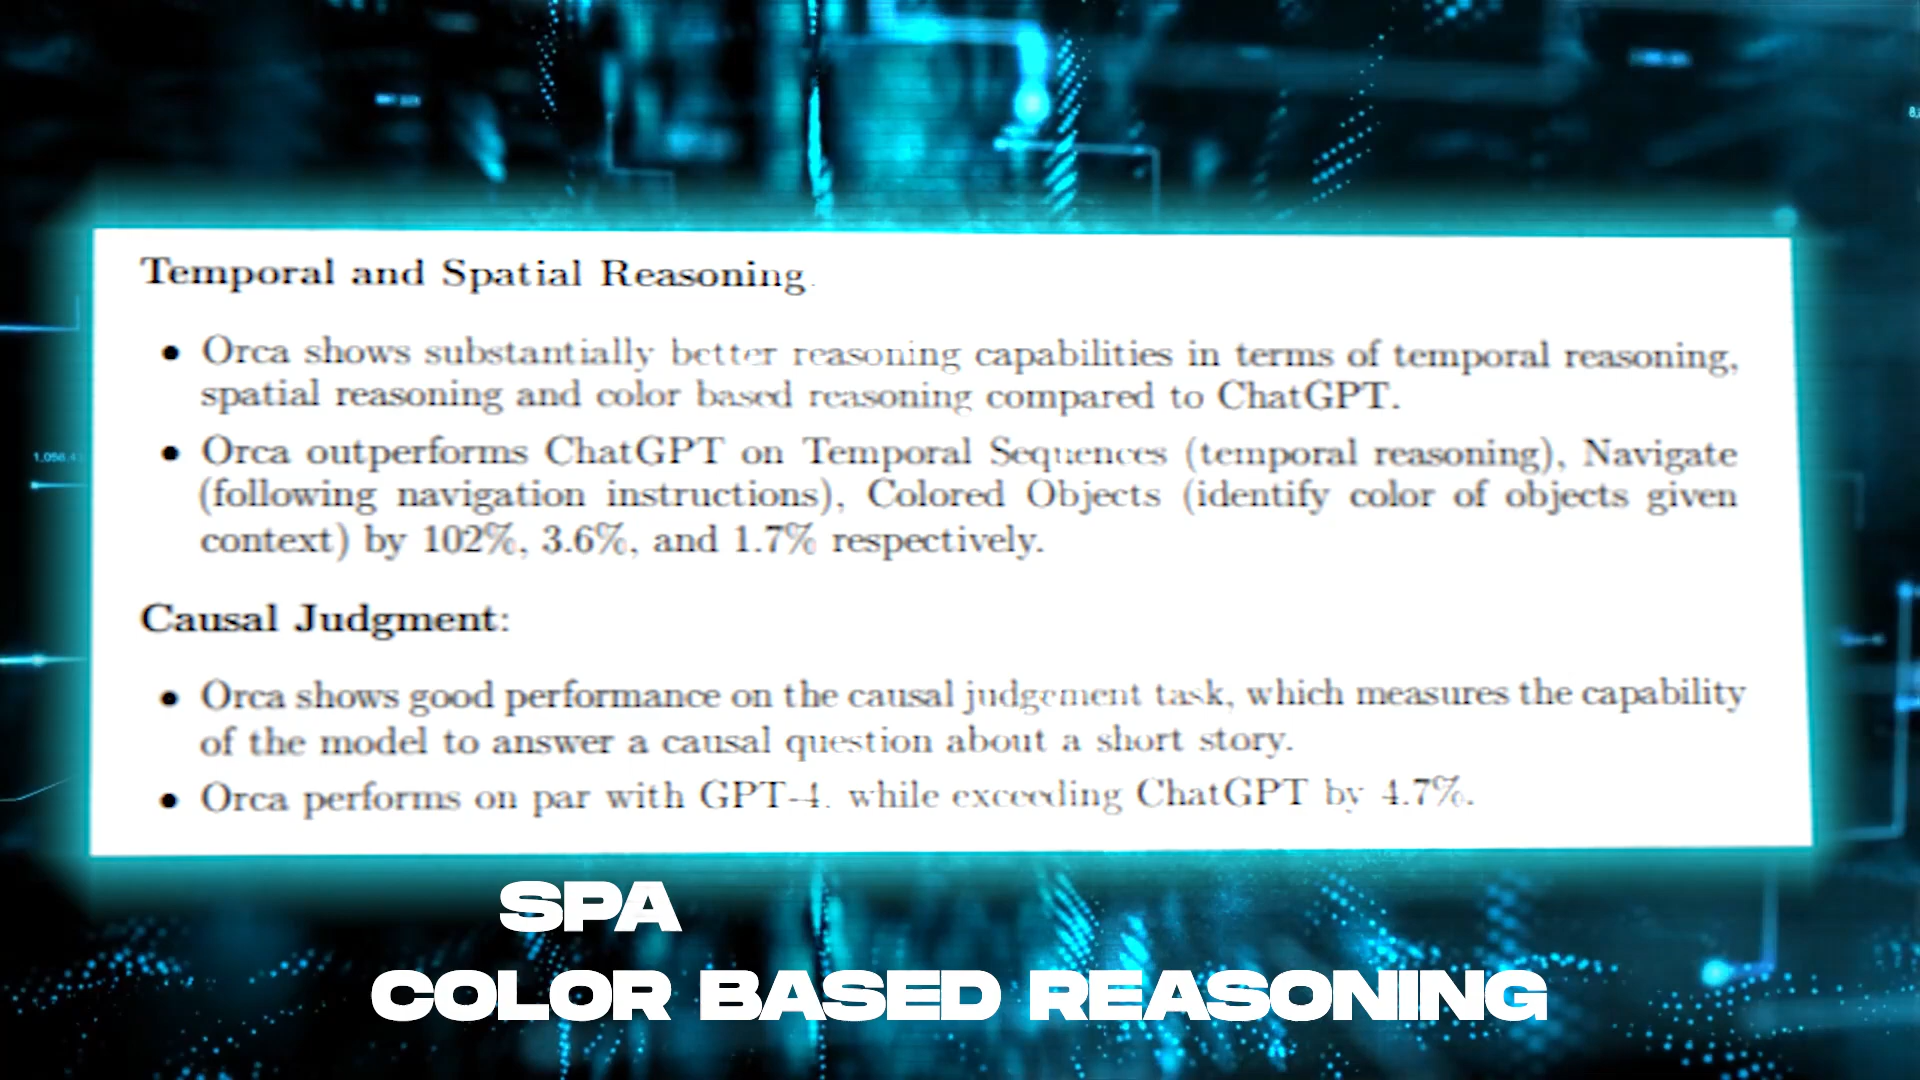 Temporal and Spatial Reasoning.
● Orca shows substantially better reasoning capabilities in terms of temporal reasoning,
spatial reasoning and color based reasoning compared to ChatGPT.
● Orca outperforms ChatGPT on Temporal Sequences (temporal reasoning), Navigate
(following navigation instructions), Colored Objects (identify color of objects given
context) by 102%, 3.6%, and 1.7% respectively.
Causal Judgment:
● Orca shows good performance on the causal judgement task, which measures the capability
of the model to answer a causal question about a short story.
● Orca performs on par with GPT-4. while exceeding ChatGPT by 4.7%.
SPA
COLOR BASED REASONING